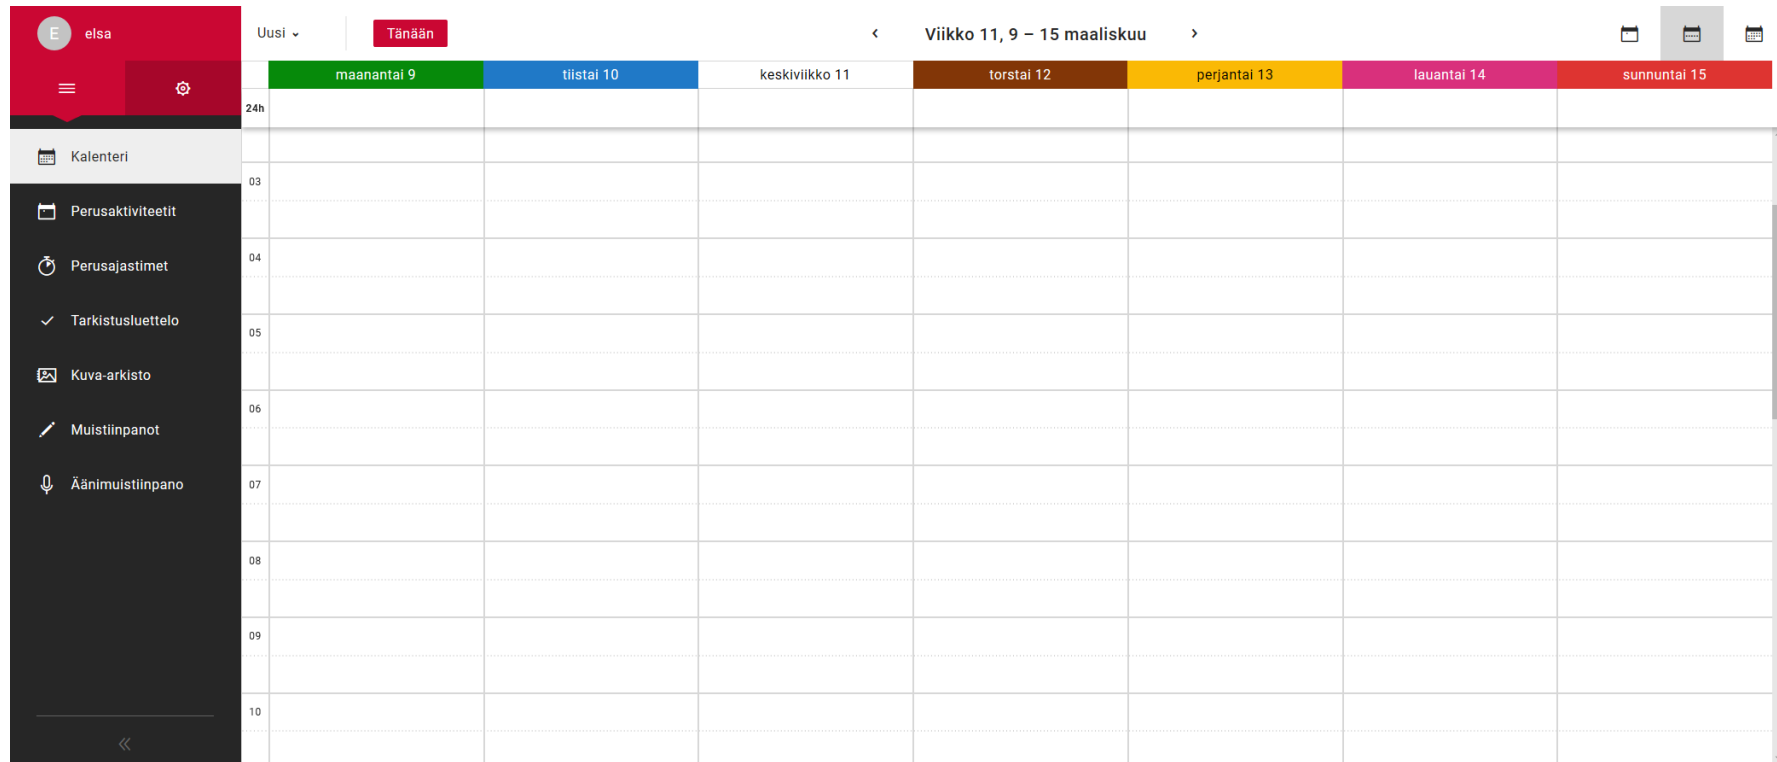 E elsa
Uusi
Tänään
Viikko 11, 9 – 15 maaliskuu
maanantai 9
tiistai 10
keskiviikko 11
torstai 12
perjantai 13
lauantai 14
sunnuntai 15
24h
Kalenteri
Perusaktiviteetit
Perusajastimet
Tarkistusluettelo
Kuva-arkisto
Muistiinpanot
Äänimuistiinpano
03
04
05
06
07
08
09
10